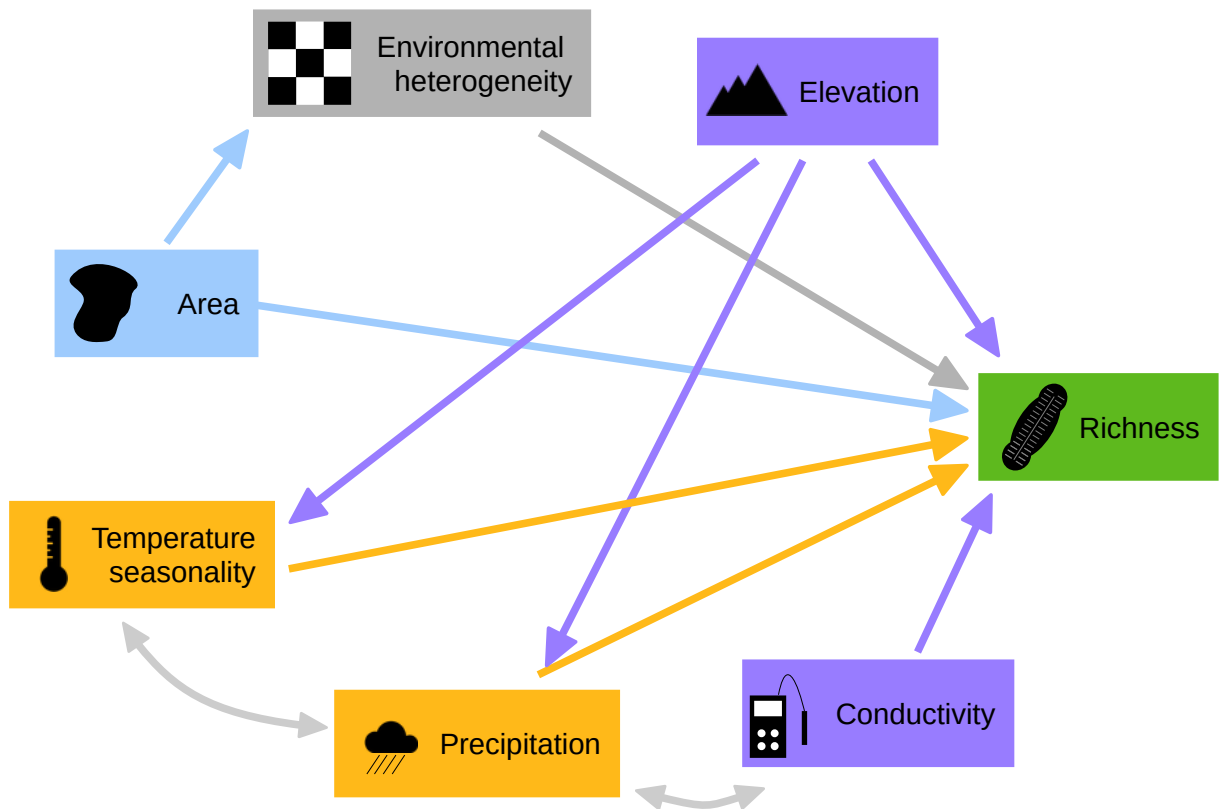 Environmental
heterogeneity
Elevation
Area
Richness
Temperature
seasonality
Conductivity
Precipitation